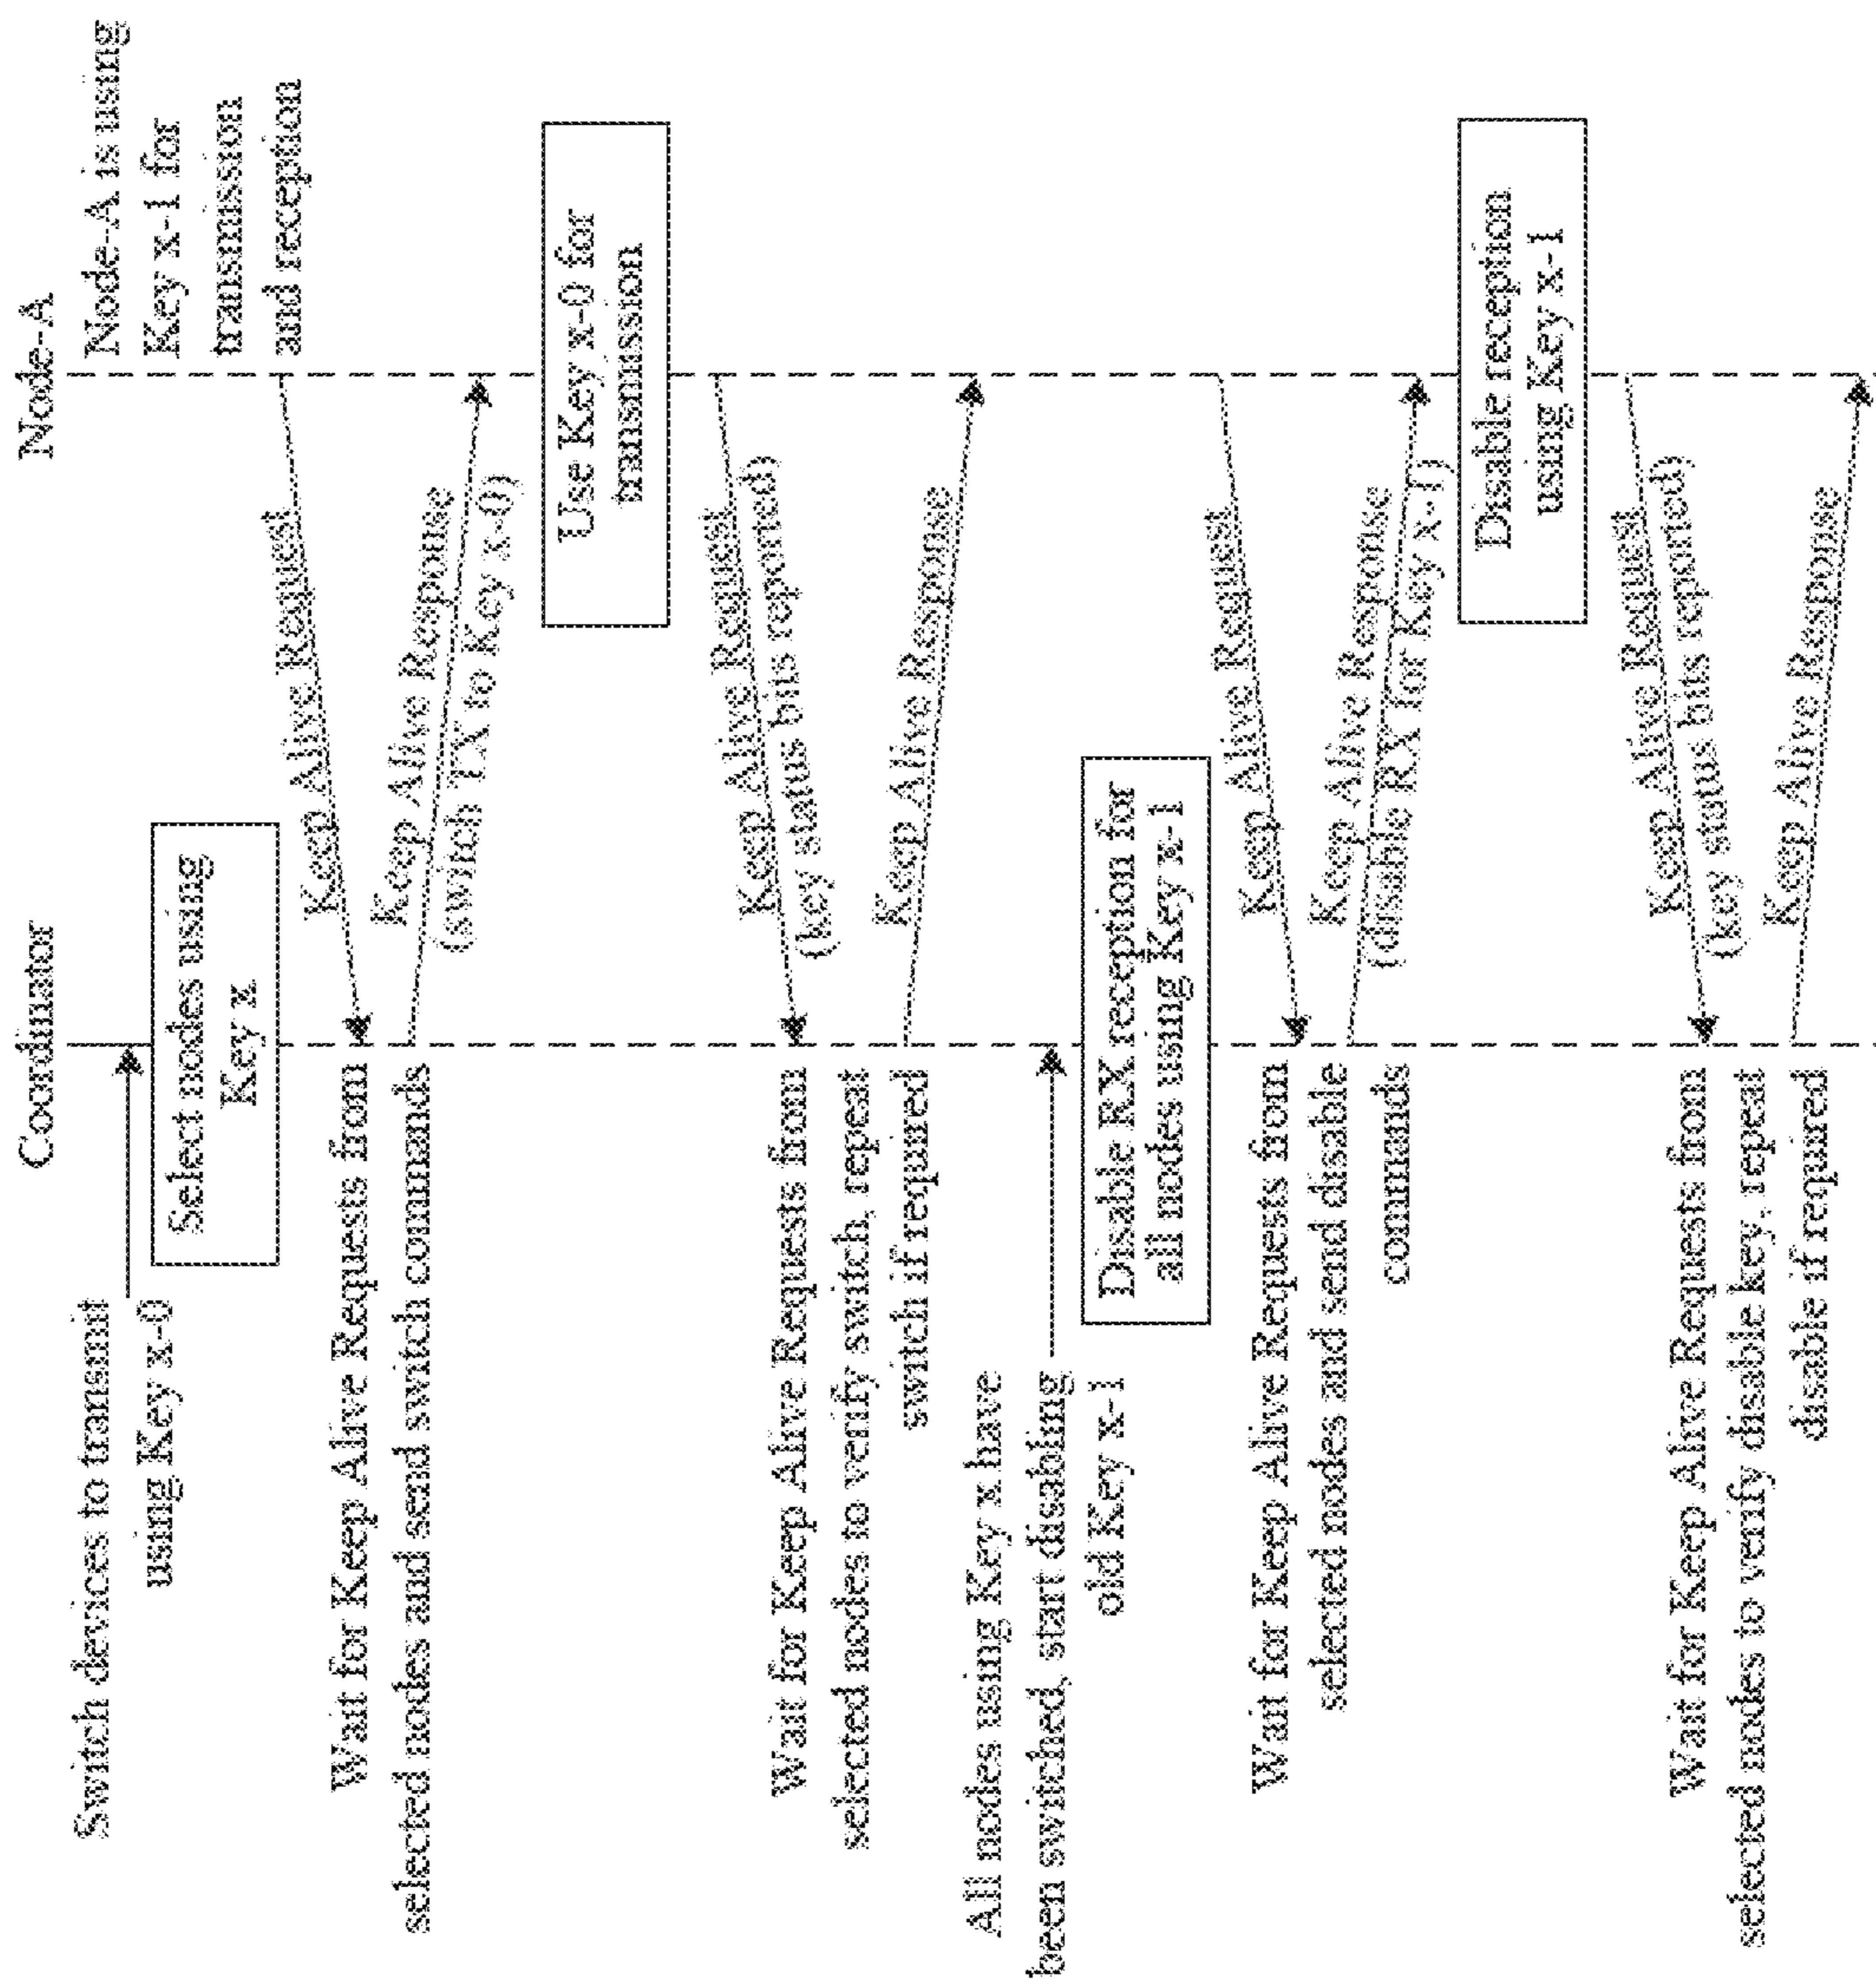 Coordinator
Node-A
Switch devices to transmit
using Key x-0
Node-A is using
Key x-1 for
transmission
and reception
Select nodes using
Key x
Keep Alive Request
Wait for Keep Alive Requests from
selected nodes and send switch commands
Keep Alive Response
(switch TX to Key x-0)
Use Key x-0 for
transmission
Keep Alive Request
(key status bits reported)
Wait for Keep Alive Requests from
selected nodes to verify switch, repeat
switch if required
Keep Alive Response
All nodes using Key x have
been switched, start disabling
old Key x-1
Disable RX reception for
all nodes using Key x-1
Keep Alive Request
Wait for Keep Alive Requests from
selected nodes and send disable
commands
Keep Alive Response
(disable RX for Key x-1)
Disable reception
using Key x-1
Keep Alive Request
(key status bits reported)
Wait for Keep Alive Requests from
selected nodes to verify disable key, repeat
disable if required
Keep Alive Response